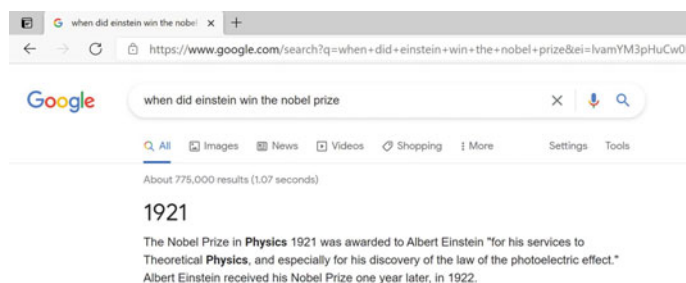 when did einstein win the nobel
https://www.google.com/search?q=when+did+einstein+win+the+nobel+prize&ei=lvamYM3pHuCw0
Google
when did einstein win the nobel prize
All Images News Videos Shopping More Settings Tools
About 775,000 results (1.07 seconds)
1921
The Nobel Prize in Physics 1921 was awarded to Albert Einstein "for his services to
Theoretical Physics, and especially for his discovery of the law of the photoelectric effect."
Albert Einstein received his Nobel Prize one year later, in 1922.